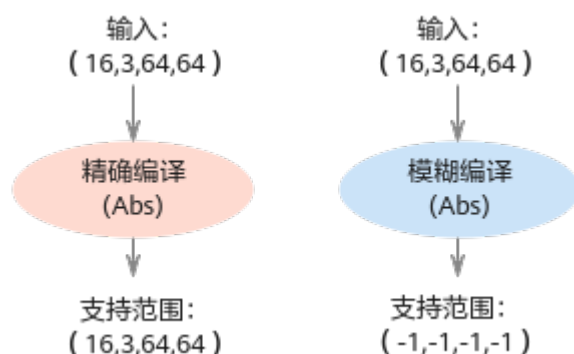 输入：
( 16,3,64,64 )
精确编译
(Abs)
支持范围：
( 16,3,64,64 )
输入：
( 16,3,64,64 )
模糊编译
(Abs)
支持范围：
( -1,-1,-1,-1 )